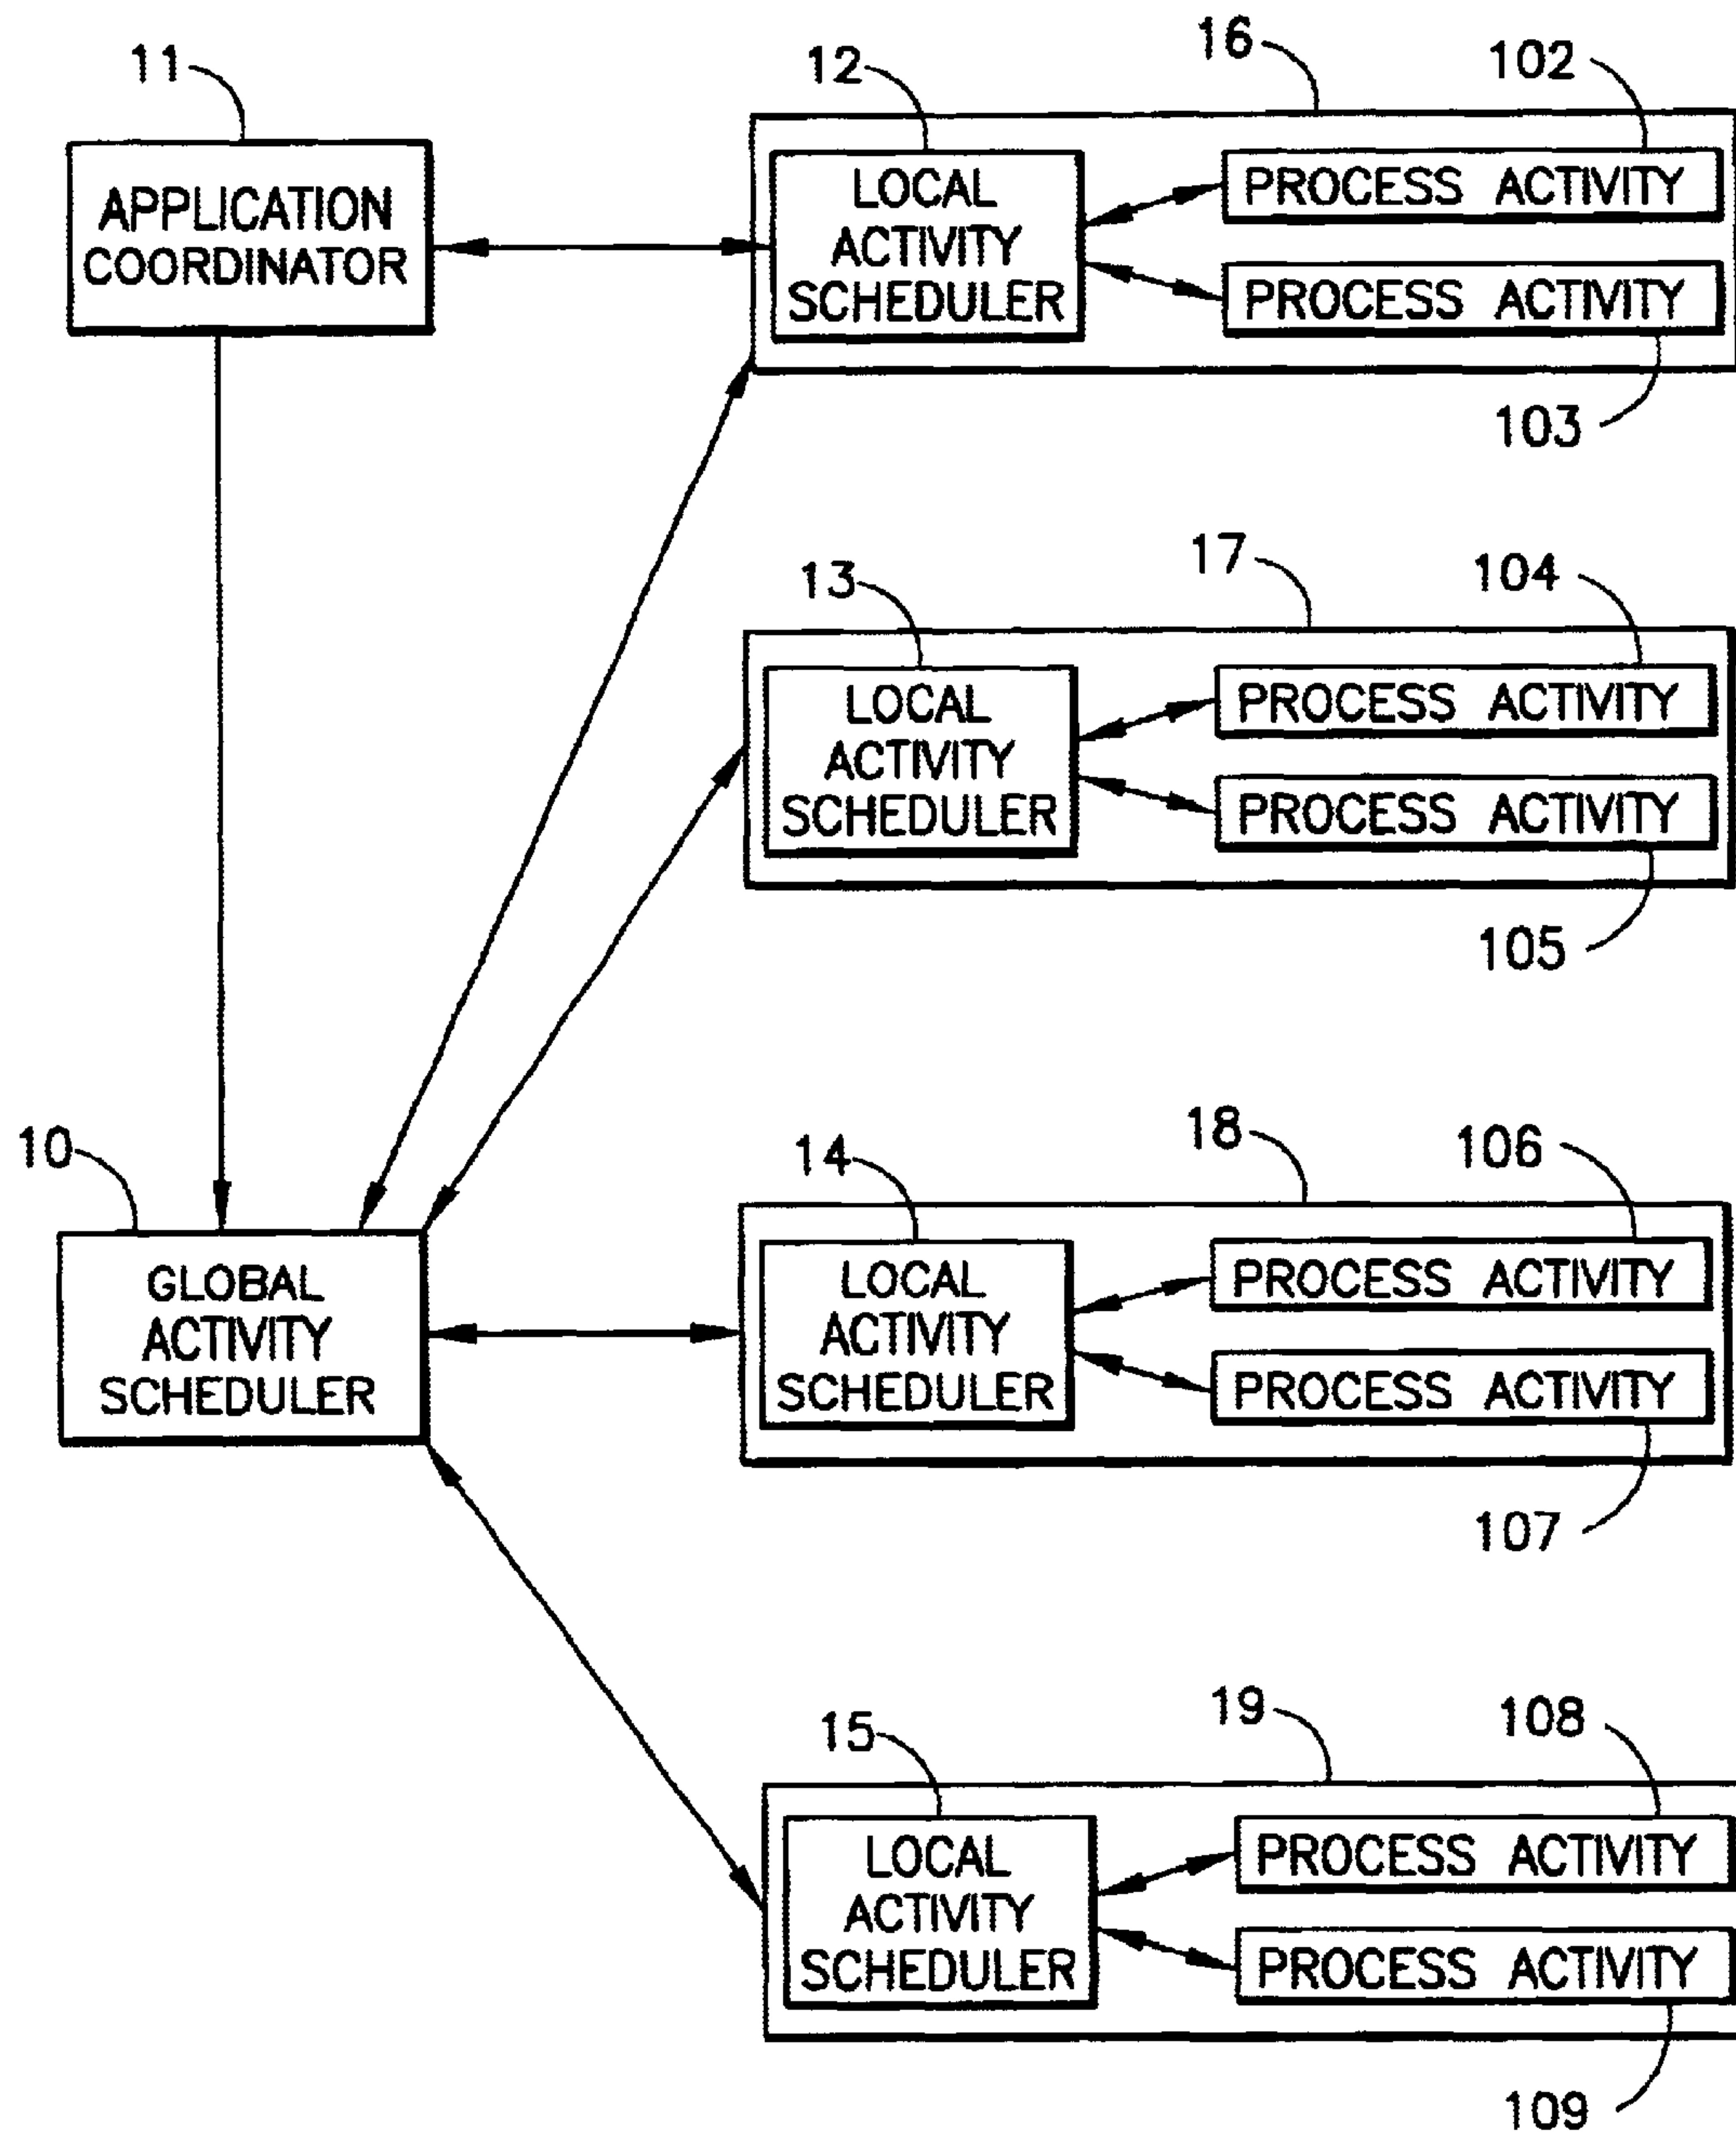 11
APPLICATION
COORDINATOR
12
16
102
LOCAL
ACTIVITY
SCHEDULER
PROCESS ACTIVITY
PROCESS ACTIVITY
103
13
17
104
LOCAL
ACTIVITY
SCHEDULER
PROCESS ACTIVITY
PROCESS ACTIVITY
105
10
GLOBAL
ACTIVITY
SCHEDULER
14
18
106
LOCAL
ACTIVITY
SCHEDULER
PROCESS ACTIVITY
PROCESS ACTIVITY
107
15
19
108
LOCAL
ACTIVITY
SCHEDULER
PROCESS ACTIVITY
PROCESS ACTIVITY
109